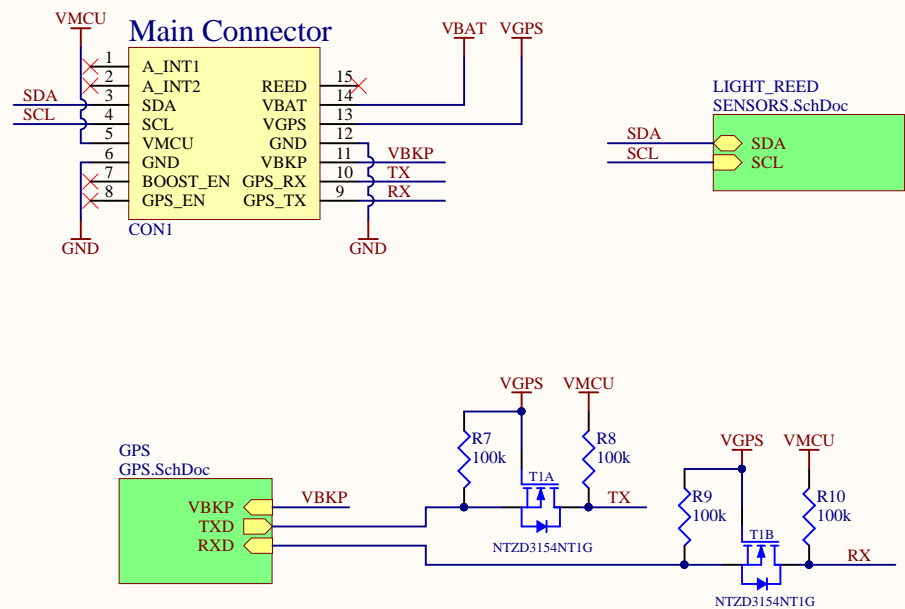 VMCU
Main Connector
1 A_INT1
2 A_INT2
SDA 3 SDA
SCL 4 SCL
5 VMCU
6 GND
7 BOOST_EN
8 GPS_EN
REED 15
VBAT 14
VGPS 13
GND 12
VBKP 11 VBKP
GPS_RX 10 TX
GPS_TX 9 RX
CON1
GND
GND
VBAT
VGPS
LIGHT_REED
SENSORS.SchDoc
SDA SDA
SCL SCL
GPS
GPS.SchDoc
VBKP VBKP
TXD
RXD
VGPS
VMCU
R7
100k
R8
100k
T1A
TX
NTZD3154NT1G
VGPS
VMCU
R9
100k
R10
100k
T1B
RX
NTZD3154NT1G